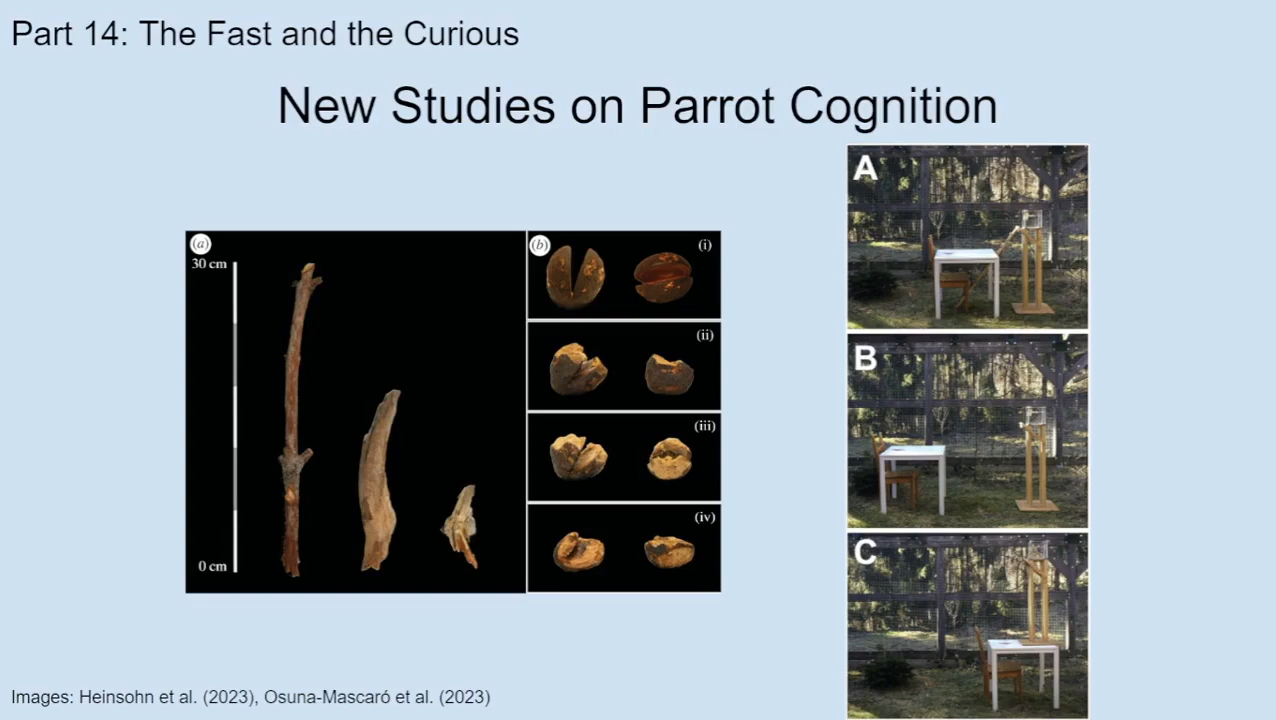 Part 14: The Fast and the Curious
New Studies on Parrot Cognition
(a)
30 cm
0 cm
(b)
(i)
(ii)
(iii)
(iv)
A
B
C
Images: Heinsohn et al. (2023), Osuna-Mascaró et al. (2023)